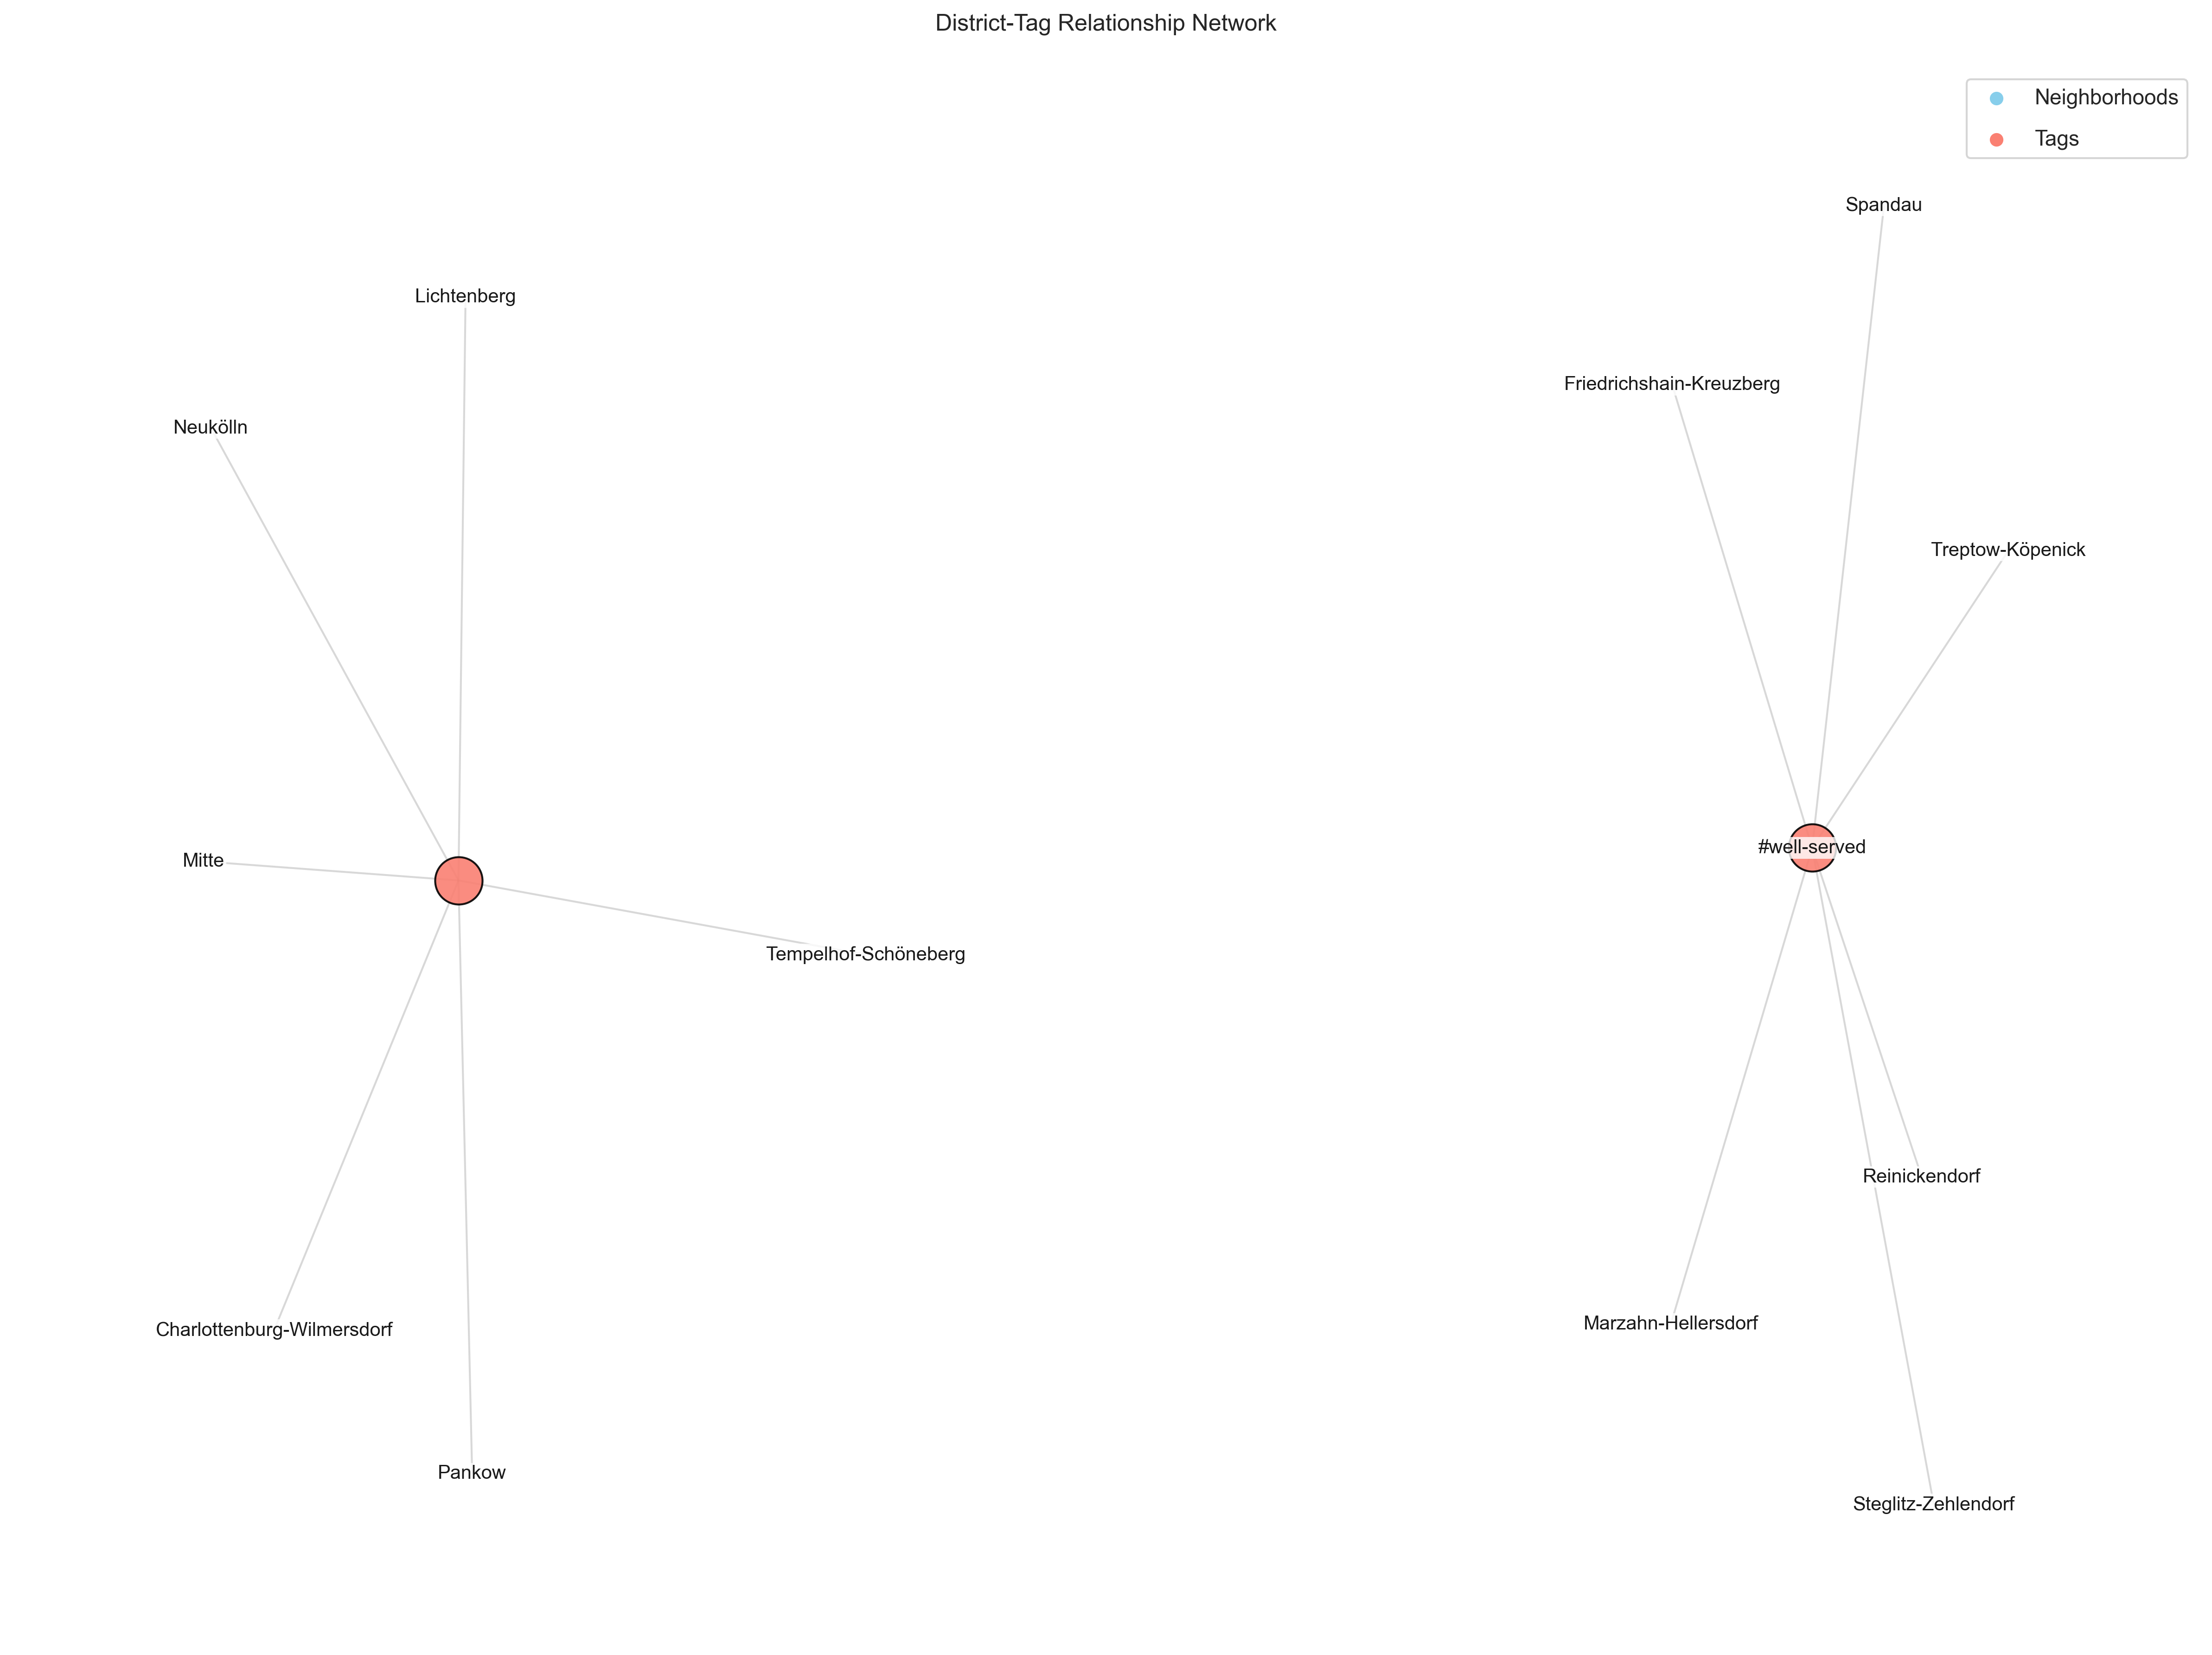 District-Tag Relationship Network
Neighborhoods
Tags
Spandau
Lichtenberg
Friedrichshain-Kreuzberg
Neukölln
Treptow-Köpenick
#well-served
Mitte
Tempelhof-Schöneberg
Reinickendorf
Marzahn-Hellersdorf
Charlottenburg-Wilmersdorf
Pankow
Steglitz-Zehlendorf